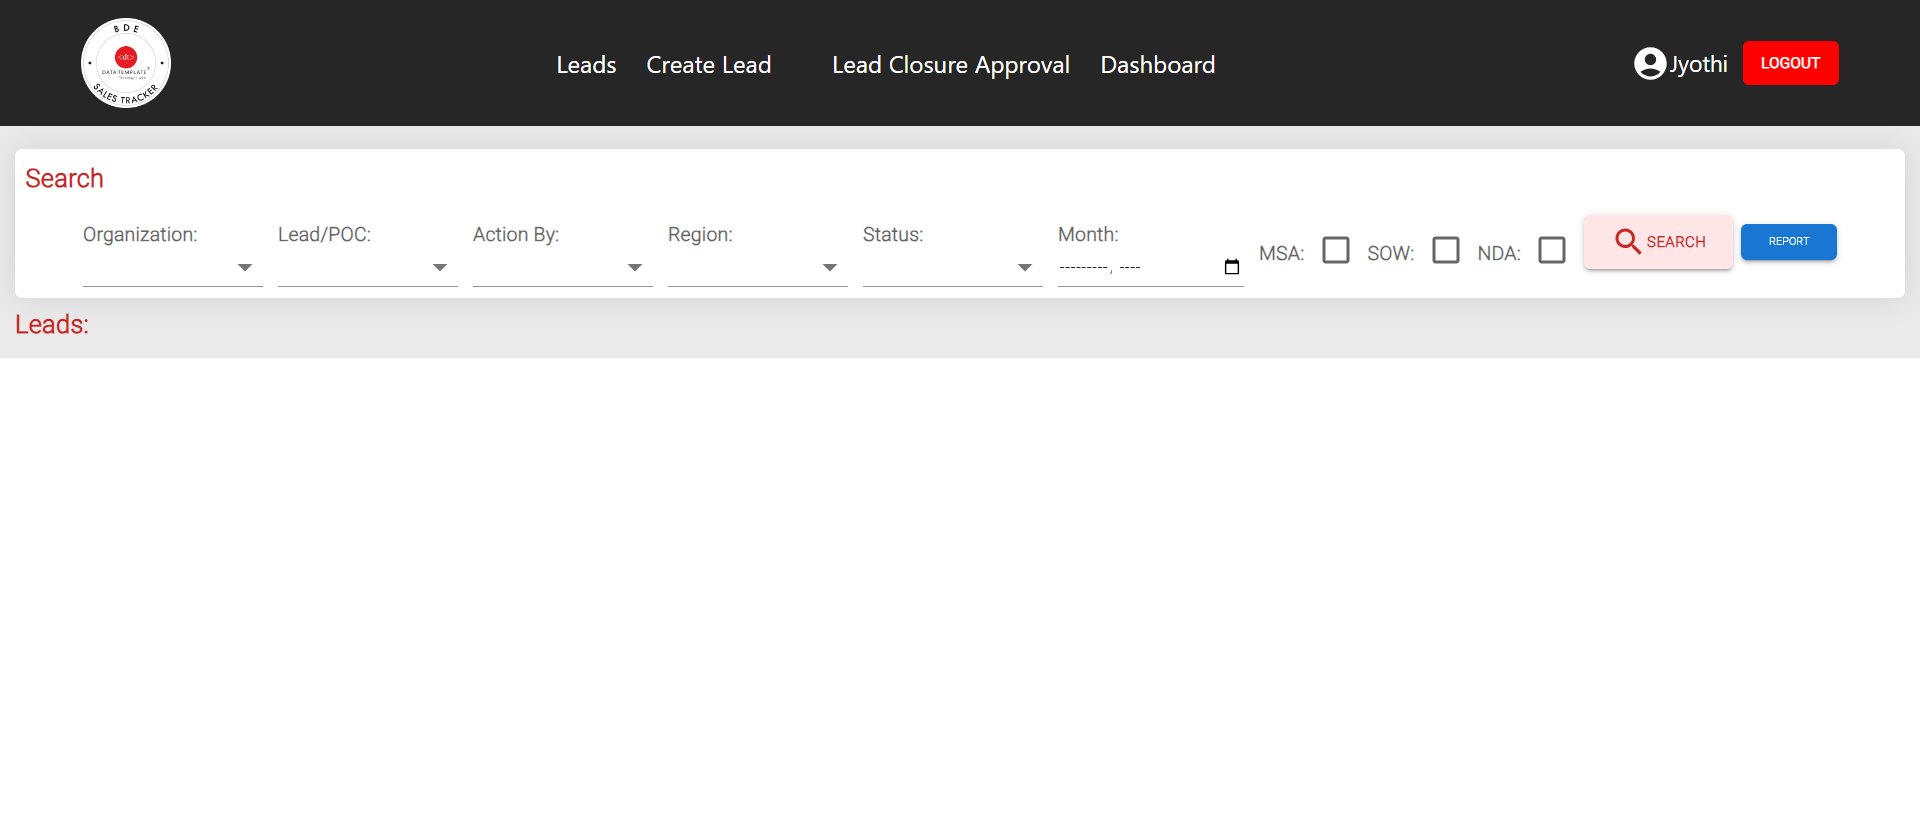 BDE
<dt>
DATA TEMPLATE
SALES TRACKER
Leads Create Lead Lead Closure Approval Dashboard
Jyothi LOGOUT
Search
Organization: Lead/POC: Action By: Region: Status: Month:
---------, ----
MSA: SOW: NDA: SEARCH REPORT
Leads: